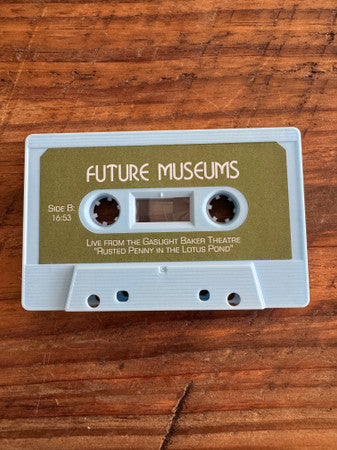 FUTURE MUSEUMS
SIDE B:
16:53
LIVE FROM THE GASLIGHT BAKER THEATRE
"RUSTED PENNY IN THE LOTUS POND"